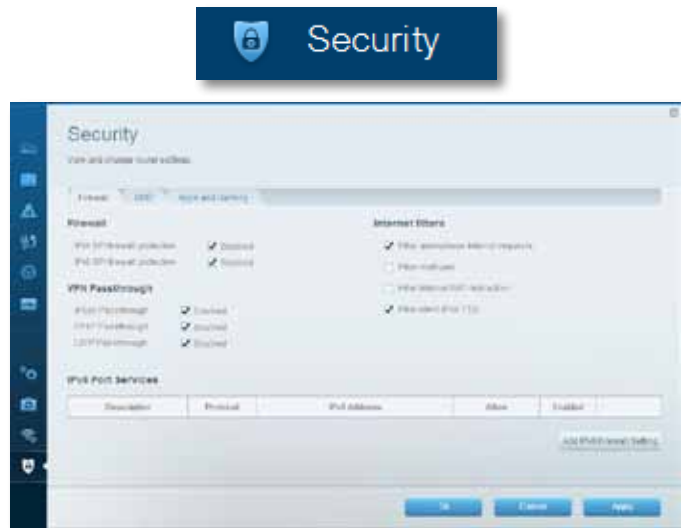 Security
Security
View and change router settings
Firewall DMZ Apps and Gaming
Firewall
IPv6 SPI firewall protection Enabled
IPv4 SPI firewall protection Enabled
VPN Passthrough
IPSec Passthrough Enabled
PPTP Passthrough Enabled
L2TP Passthrough Enabled
Internet filters
Filter anonymous Internet requests
Filter multicast
Filter Internet NAT redirection
Filter ident (Port 113)
IPv6 Port Services
Description Protocol IPv6 Address Allow Enabled
Add IPv6 Firewall Setting
Ok Cancel Apply